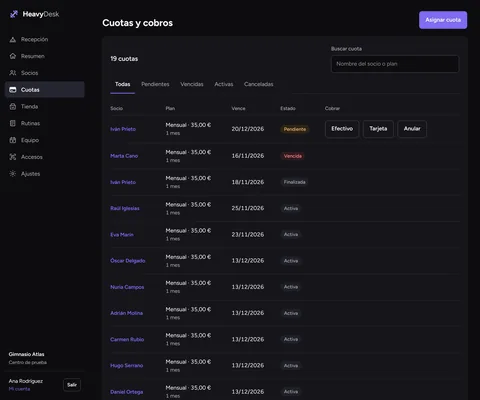 HeavyDesk
Recepción
Resumen
Socios
Cuotas
Tienda
Rutinas
Equipo
Accesos
Ajustes
Gimnasio Atlas
Centro de prueba
Ana Rodríguez
Mi cuenta
Salir
Cuotas y cobros
Asignar cuota
19 cuotas
Buscar cuota
Nombre del socio o plan
Todas Pendientes Vencidas Activas Canceladas
Socio Plan Vence Estado Cobrar
Iván Prieto Mensual · 35,00 € 20/12/2026 Pendiente Efectivo Tarjeta Anular
1 mes
Marta Cano Mensual · 35,00 € 16/11/2026 Vencida
1 mes
Iván Prieto Mensual · 35,00 € 18/11/2026 Finalizada
1 mes
Raúl Iglesias Mensual · 35,00 € 25/11/2026 Activa
1 mes
Eva Marín Mensual · 35,00 € 23/11/2026 Activa
1 mes
Óscar Delgado Mensual · 35,00 € 13/12/2026 Activa
1 mes
Nuria Campos Mensual · 35,00 € 13/12/2026 Activa
1 mes
Adrián Molina Mensual · 35,00 € 13/12/2026 Activa
1 mes
Carmen Rubio Mensual · 35,00 € 13/12/2026 Activa
1 mes
Hugo Serrano Mensual · 35,00 € 13/12/2026 Activa
1 mes
Daniel Ortega Mensual · 35,00 € 13/12/2026 Activa
1 mes